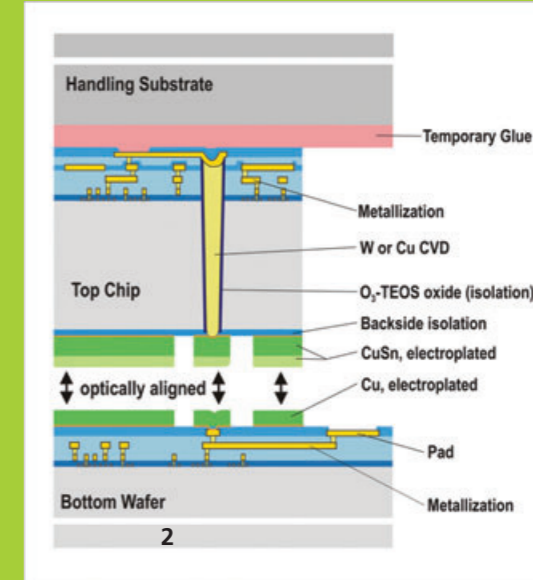 Handling Substrate
Temporary Glue
Metallization
W or Cu CVD
O₃-TEOS oxide (isolation)
Top Chip
Backside isolation
CuSn, electroplated
optically aligned
Cu, electroplated
Pad
Bottom Wafer
Metallization
2